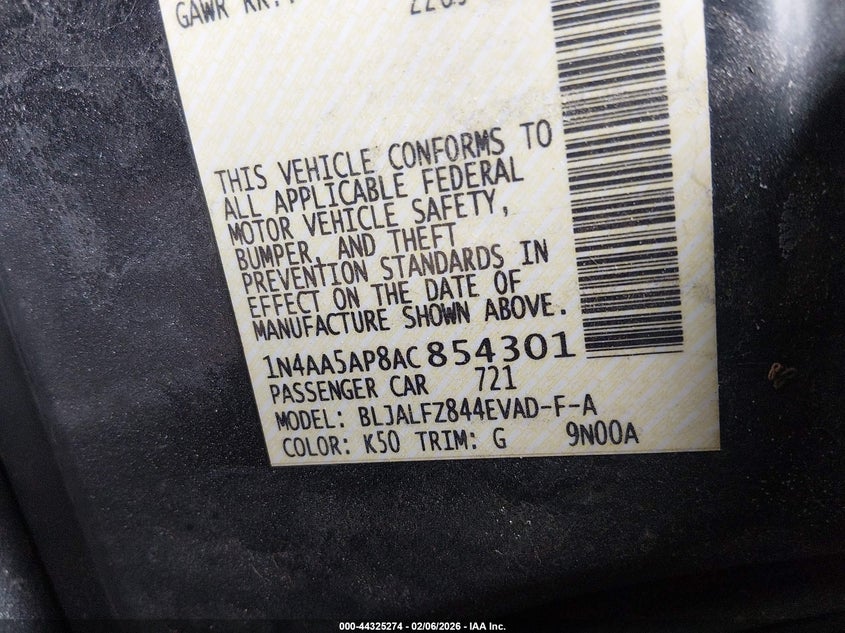 GAWR RR:
THIS VEHICLE CONFORMS TO
ALL APPLICABLE FEDERAL
MOTOR VEHICLE SAFETY,
BUMPER, AND THEFT
PREVENTION STANDARDS IN
EFFECT ON THE DATE OF
MANUFACTURE SHOWN ABOVE.
1N4AA5AP8AC854301
PASSENGER CAR 721
MODEL: BLJALFZ844EVAD-F-A
COLOR: K50 TRIM: G 9N00A
000-44325274 - 02/06/2026 - IAA Inc.